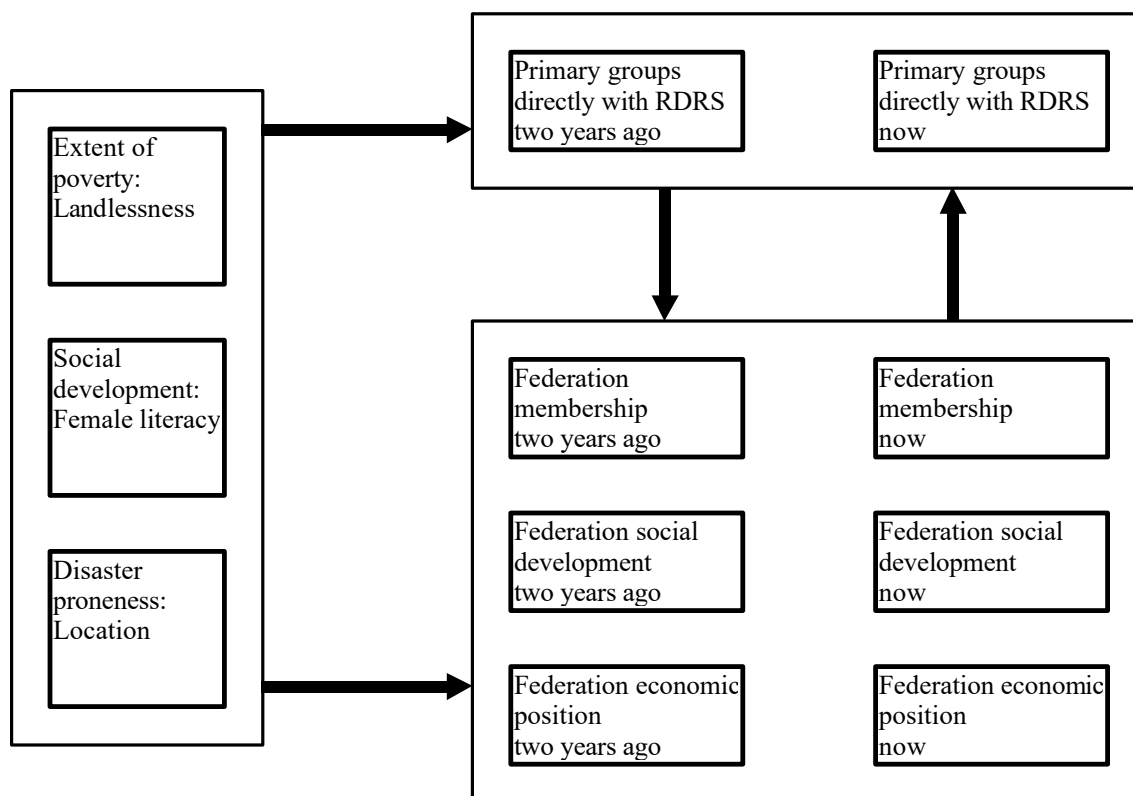 Primary groups
directly with RDRS
two years ago
Primary groups
directly with RDRS
now
Extent of
poverty:
Landlessness
Social
development:
Female literacy
Disaster
proneness:
Location
Federation
membership
two years ago
Federation
membership
now
Federation social
development
two years ago
Federation social
development
now
Federation economic
position
two years ago
Federation economic
position
now